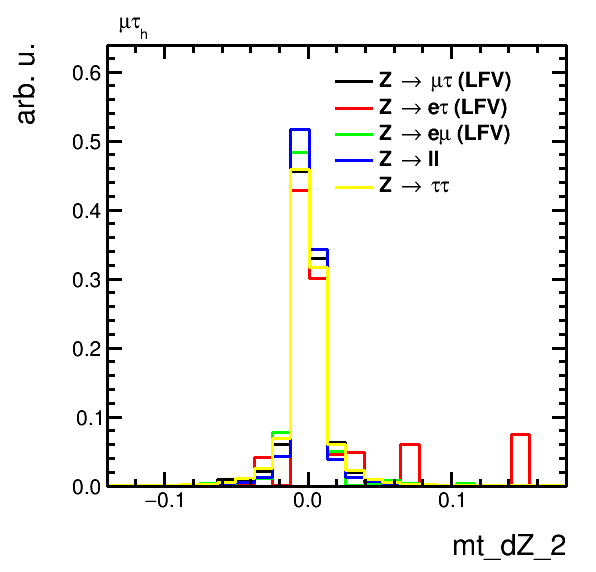 μτh
arb. u.
0.6
0.5
0.4
0.3
0.2
0.1
0.0
Z → μτ (LFV)
Z → eτ (LFV)
Z → eμ (LFV)
Z → ll
Z → ττ
−0.1 0.0 0.1
mt_dZ_2